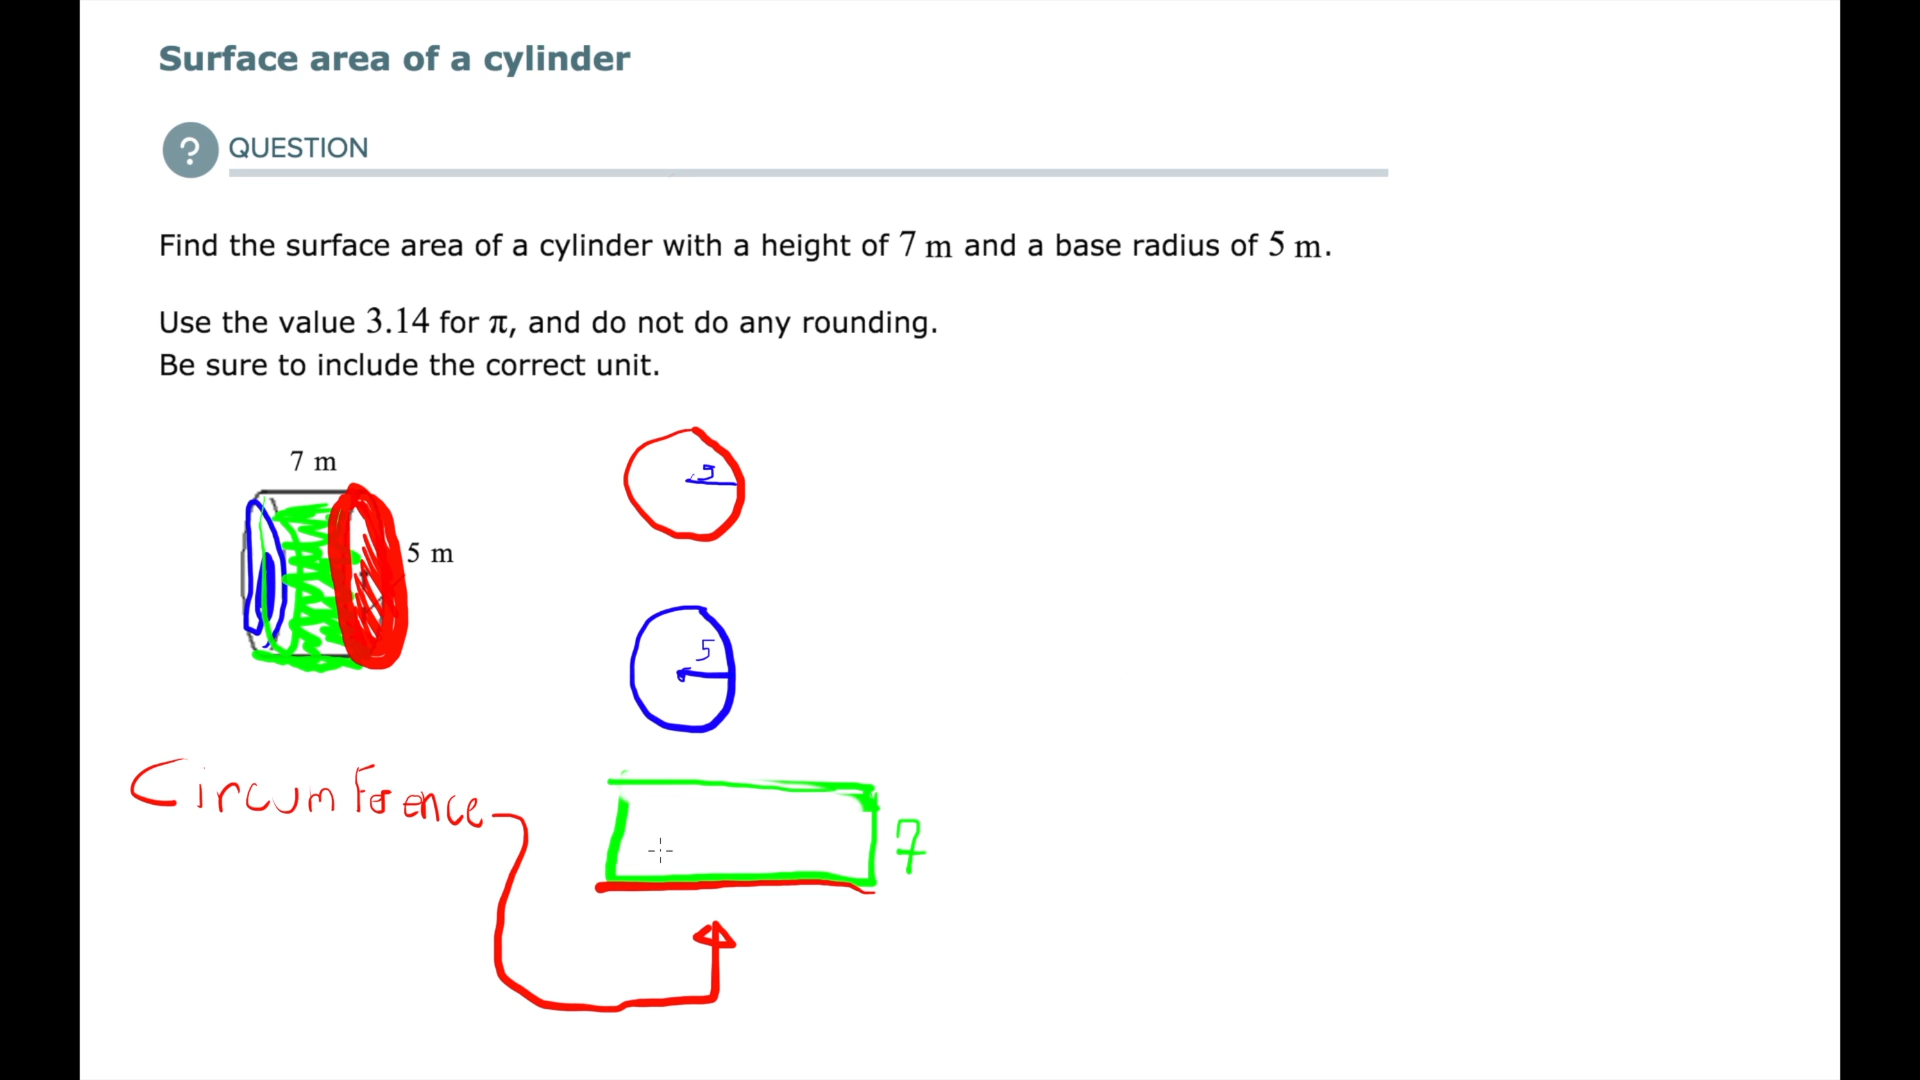 Surface area of a cylinder
?
QUESTION
Find the surface area of a cylinder with a height of 7 m and a base radius of 5 m.
Use the value 3.14 for π, and do not do any rounding.
Be sure to include the correct unit.
7 m
5 m
5
5
Circumference
7